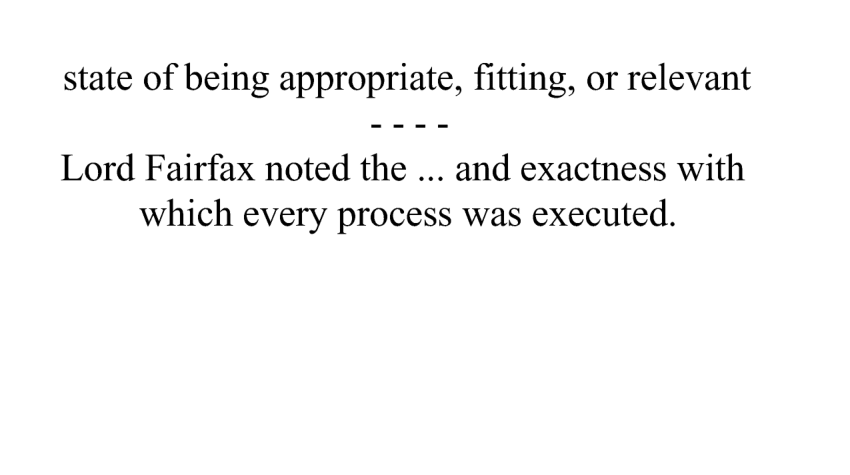 state of being appropriate, fitting, or relevant
- - - -
Lord Fairfax noted the ... and exactness with
which every process was executed.